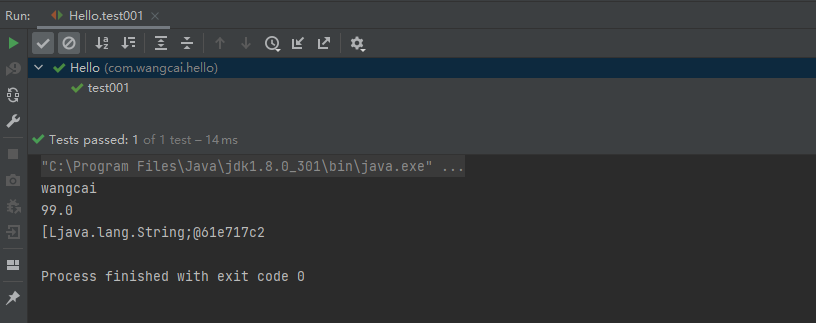 Run: Hello.test001
Hello (com.wangcai.hello)
test001
Tests passed: 1 of 1 test – 14 ms
"C:\Program Files\Java\jdk1.8.0_301\bin\java.exe" ...
wangcai
99.0
[Ljava.lang.String;@61e717c2
Process finished with exit code 0